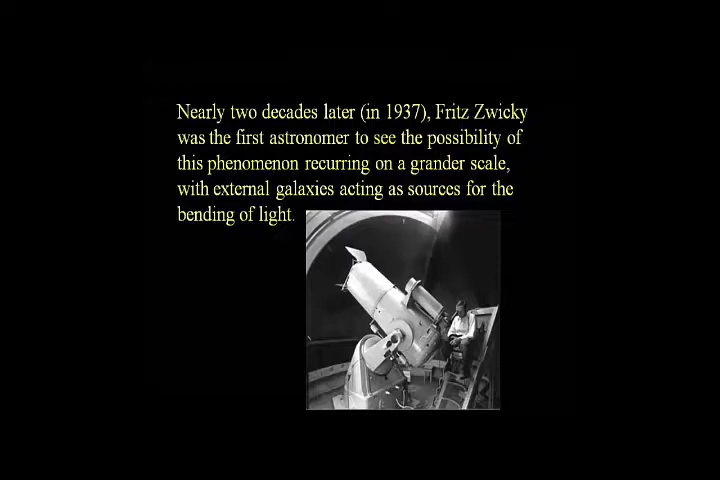 Nearly two decades later (in 1937), Fritz Zwicky
was the first astronomer to see the possibility of
this phenomenon recurring on a grander scale,
with external galaxies acting as sources for the
bending of light.